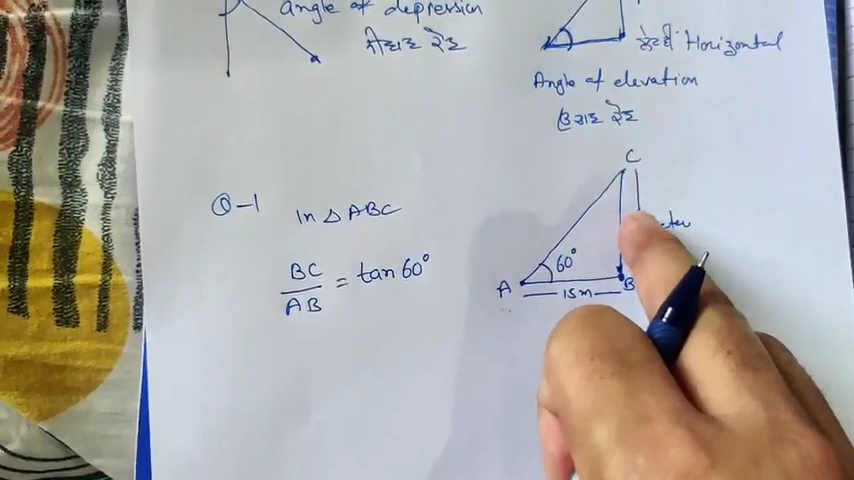 angle of depression
Horizontal
Angle of elevation
C
Q-1 In △ ABC
BC/AB = tan 60°
60°
A B
15m